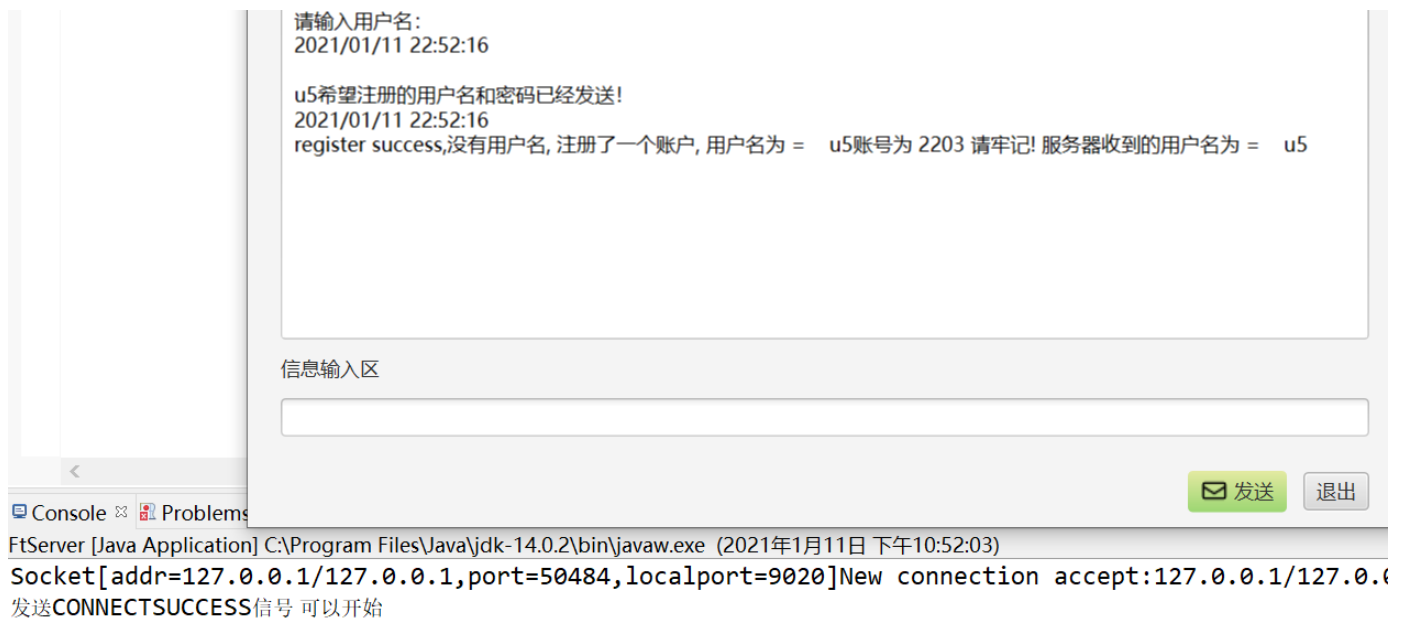 请输入用户名：
2021/01/11 22:52:16
u5希望注册的用户名和密码已经发送！
2021/01/11 22:52:16
register success,没有用户名, 注册了一个账户, 用户名为 = u5账号为 2203 请牢记! 服务器收到的用户名为 = u5
信息输入区
发送 退出
Console Problems
FtServer [Java Application] C:\Program Files\Java\jdk-14.0.2\bin\javaw.exe (2021年1月11日 下午10:52:03)
Socket[addr=127.0.0.1/127.0.0.1,port=50484,localport=9020]New connection accept:127.0.0.1/127.0.
发送CONNECTSUCCESS信号 可以开始